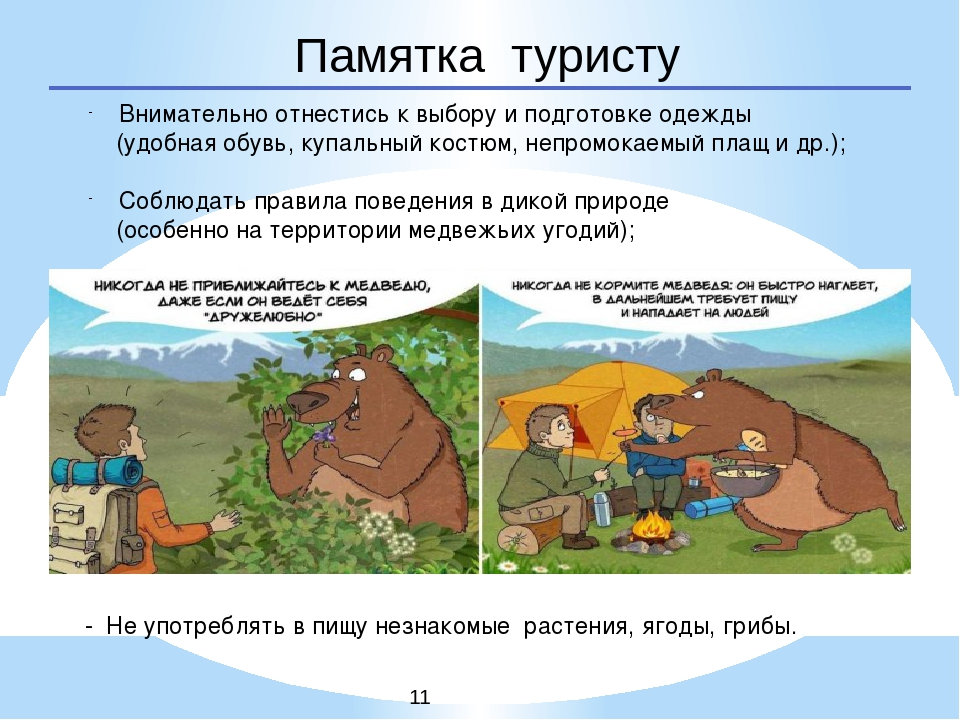 Памятка туристу
- Внимательно отнестись к выбору и подготовке одежды
(удобная обувь, купальный костюм, непромокаемый плащ и др.);
- Соблюдать правила поведения в дикой природе
(особенно на территории медвежьих угодий);
НИКОГДА НЕ ПРИБЛИЖАЙТЕСЬ К МЕДВЕДЮ,
ДАЖЕ ЕСЛИ ОН ВЕДЁТ СЕБЯ
"ДРУЖЕЛЮБНО"
НИКОГДА НЕ КОРМИТЕ МЕДВЕДЯ: ОН БЫСТРО НАГЛЕЕТ,
В ДАЛЬНЕЙШЕМ ТРЕБУЕТ ПИЩУ
И НАПАДАЕТ НА ЛЮДЕЙ
- Не употреблять в пищу незнакомые растения, ягоды, грибы.
11